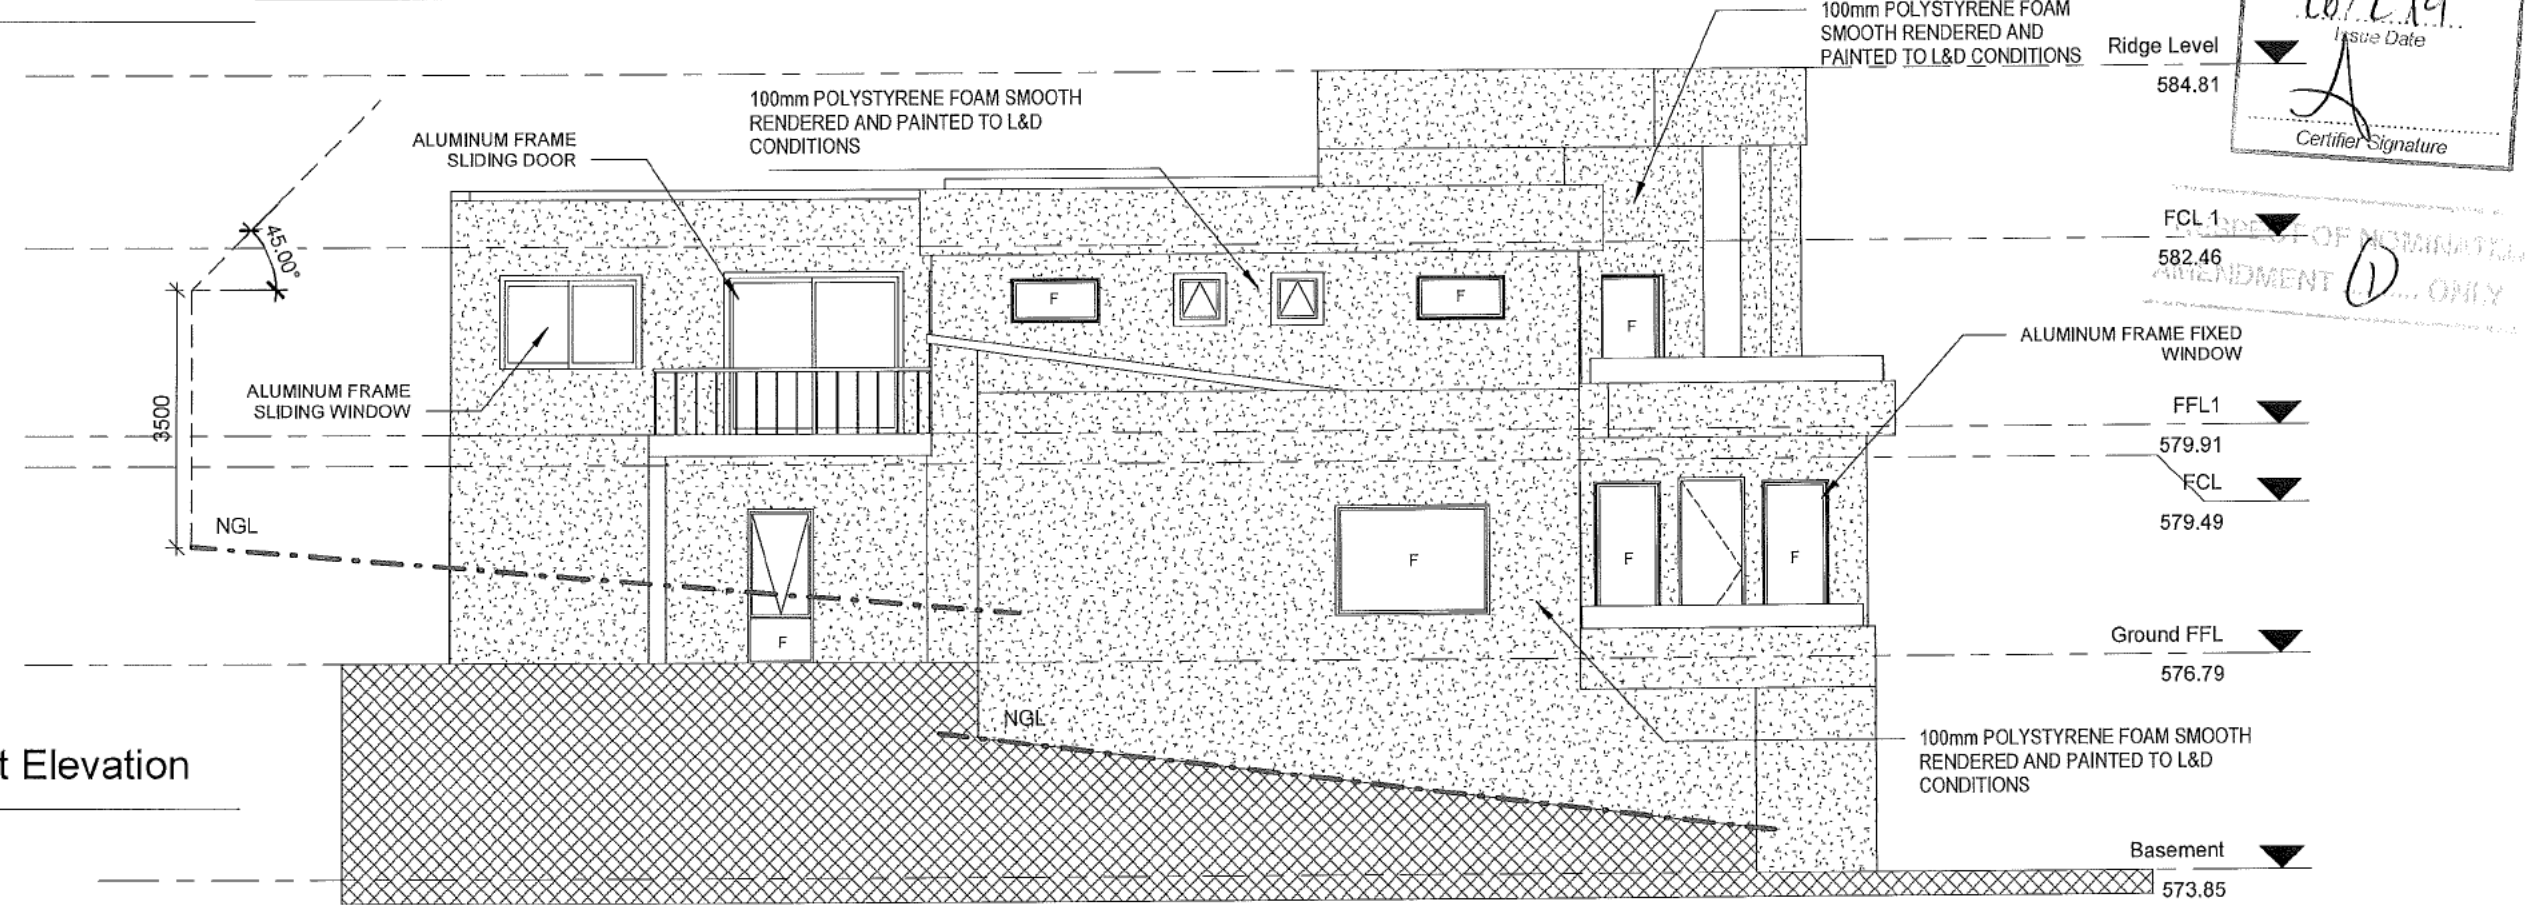 100mm POLYSTYRENE FOAM
SMOOTH RENDERED AND
PAINTED TO L&D CONDITIONS
Issue Date
Certifier Signature
Ridge Level
584.81
100mm POLYSTYRENE FOAM SMOOTH
RENDERED AND PAINTED TO L&D
CONDITIONS
ALUMINUM FRAME
SLIDING DOOR
45.00°
FCL 1
582.46
OF NOMINATION
AMENDMENT 1 ONLY
F
F
F
ALUMINUM FRAME FIXED
WINDOW
ALUMINUM FRAME
SLIDING WINDOW
3500
FFL1
579.91
FCL
579.49
NGL
F
F
F
F
Ground FFL
576.79
NGL
100mm POLYSTYRENE FOAM SMOOTH
RENDERED AND PAINTED TO L&D
CONDITIONS
t Elevation
Basement
573.85